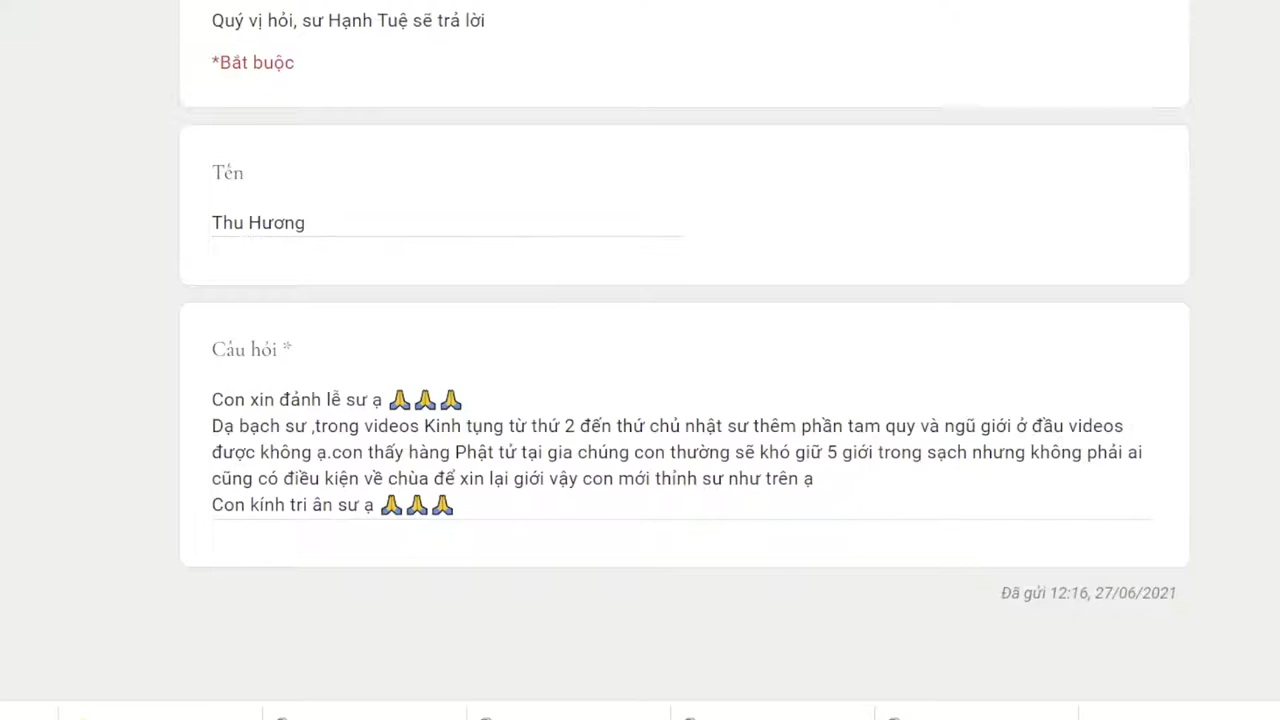 Quý vị hỏi, sư Hạnh Tuệ sẽ trả lời
*Bắt buộc
Tên
Thu Hương
Câu hỏi *
Con xin đảnh lễ sư ạ 🙏🙏🙏
Dạ bạch sư ,trong videos Kinh tụng từ thứ 2 đến thứ chủ nhật sư thêm phần tam quy và ngũ giới ở đầu videos
được không ạ.con thấy hàng Phật tử tại gia chúng con thường sẽ khó giữ 5 giới trong sạch nhưng không phải ai
cũng có điều kiện về chùa để xin lại giới vậy con mới thỉnh sư như trên ạ
Con kính tri ân sư ạ 🙏🙏🙏
Đã gửi 12:16, 27/06/2021